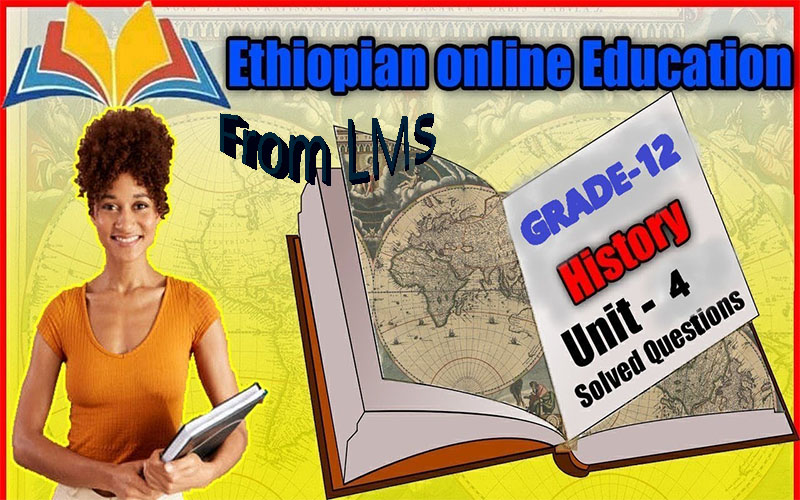 Ethiopian online Education
From LMS
GRADE-12
History
Unit - 4
Solved Questions